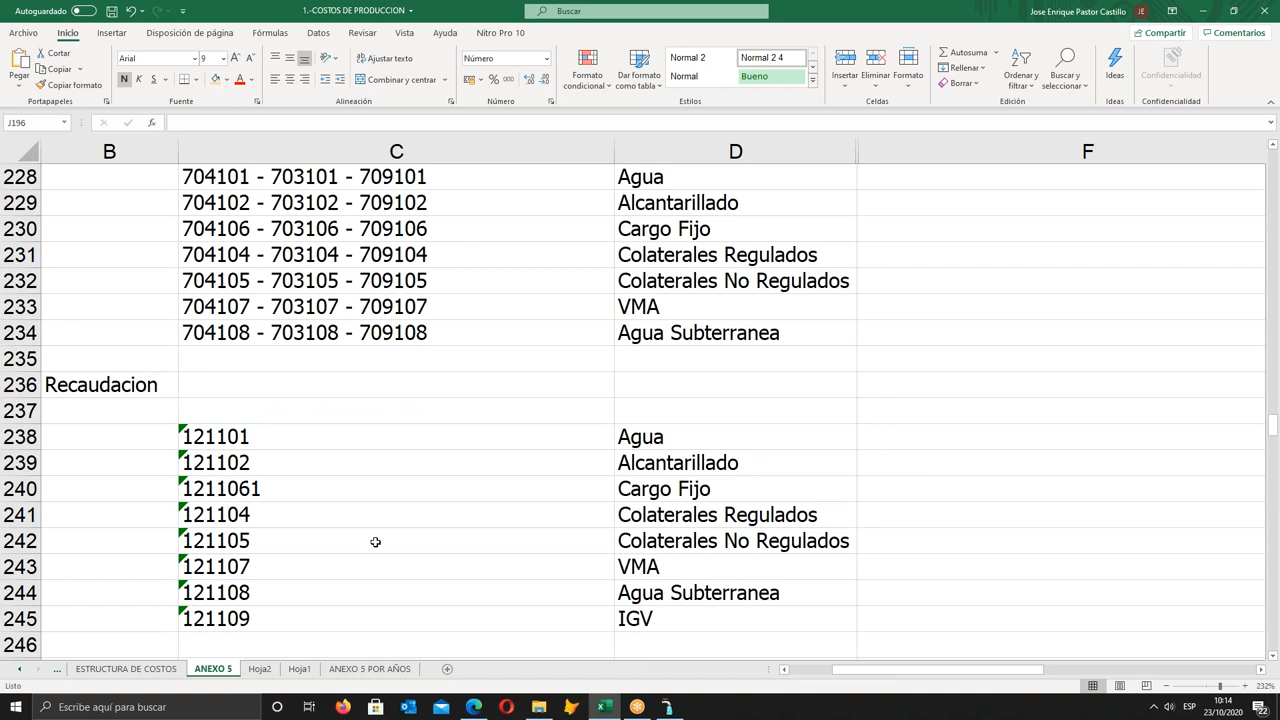 Autoguardado
1.-COSTOS DE PRODUCCION
Buscar
Jose Enrique Pastor Castillo JE
Archivo Inicio Insertar Disposición de página Fórmulas Datos Revisar Vista Ayuda Nitro Pro 10 Compartir Comentarios
Pegar
Cortar
Copiar
Copiar formato
Arial 9
N K S
Ajustar texto
Combinar y centrar
Número
% 000
Formato condicional
Dar formato como tabla
Normal 2 Normal 2 4
Normal Bueno
Insertar Eliminar Formato
Autosuma
Rellenar
Borrar
Ordenar y filtrar
Buscar y seleccionar
Ideas
Confidencialidad
Portapapeles Fuente Alineación Número Estilos Celdas Edición Ideas Confidencialidad
J196
B C D F
228 704101 - 703101 - 709101 Agua
229 704102 - 703102 - 709102 Alcantarillado
230 704106 - 703106 - 709106 Cargo Fijo
231 704104 - 703104 - 709104 Colaterales Regulados
232 704105 - 703105 - 709105 Colaterales No Regulados
233 704107 - 703107 - 709107 VMA
234 704108 - 703108 - 709108 Agua Subterranea
235
236 Recaudacion
237
238 121101 Agua
239 121102 Alcantarillado
240 1211061 Cargo Fijo
241 121104 Colaterales Regulados
242 121105 Colaterales No Regulados
243 121107 VMA
244 121108 Agua Subterranea
245 121109 IGV
246
... ESTRUCTURA DE COSTOS ANEXO 5 Hoja2 Hoja1 ANEXO 5 POR AÑOS
Listo 232%
Escribe aquí para buscar
ESP
10:14
23/10/2020
22